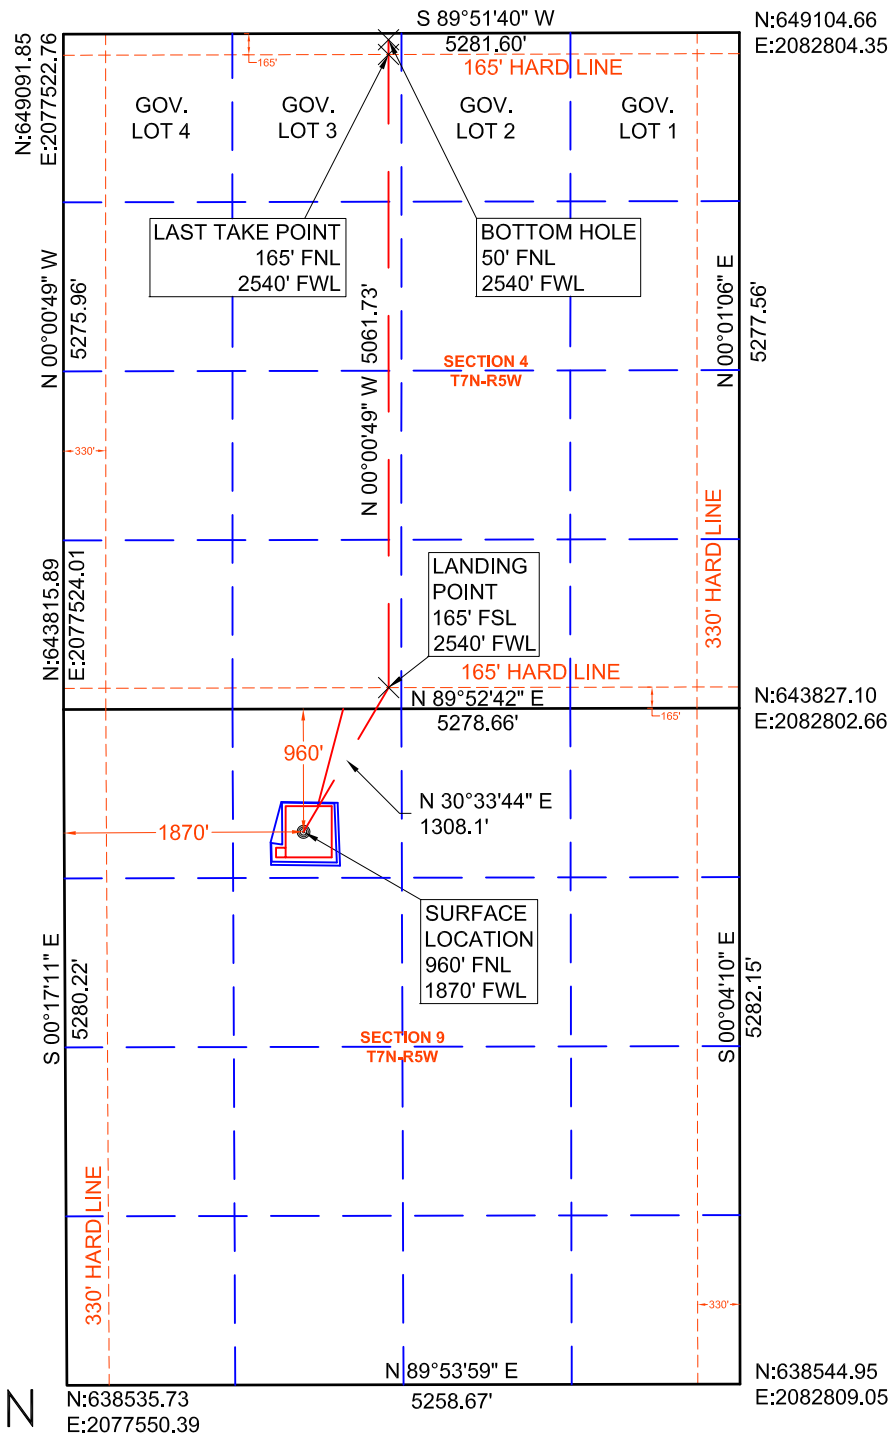 S 89°51'40" W
5281.60'
N:649104.66
E:2082804.35
N:649091.85
E:2077522.76
165'
165' HARD LINE
GOV.
LOT 4
GOV.
LOT 3
GOV.
LOT 2
GOV.
LOT 1
LAST TAKE POINT
165' FNL
2540' FWL
BOTTOM HOLE
50' FNL
2540' FWL
N 00°00'49" W
5275.96'
N 00°00'49" W 5061.73'
N 00°01'06" E
5277.56'
SECTION 4
T7N-R5W
330'
330' HARD LINE
N:643815.89
E:2077524.01
LANDING
POINT
165' FSL
2540' FWL
165' HARD LINE
N 89°52'42" E
5278.66'
165'
N:643827.10
E:2082802.66
960'
N 30°33'44" E
1308.1'
1870'
SURFACE
LOCATION
960' FNL
1870' FWL
S 00°17'11" E
5280.22'
S 00°04'10" E
5282.15'
SECTION 9
T7N-R5W
330' HARD LINE
330'
N 89°53'59" E
5258.67'
N
N:638535.73
E:2077550.39
N:638544.95
E:2082809.05